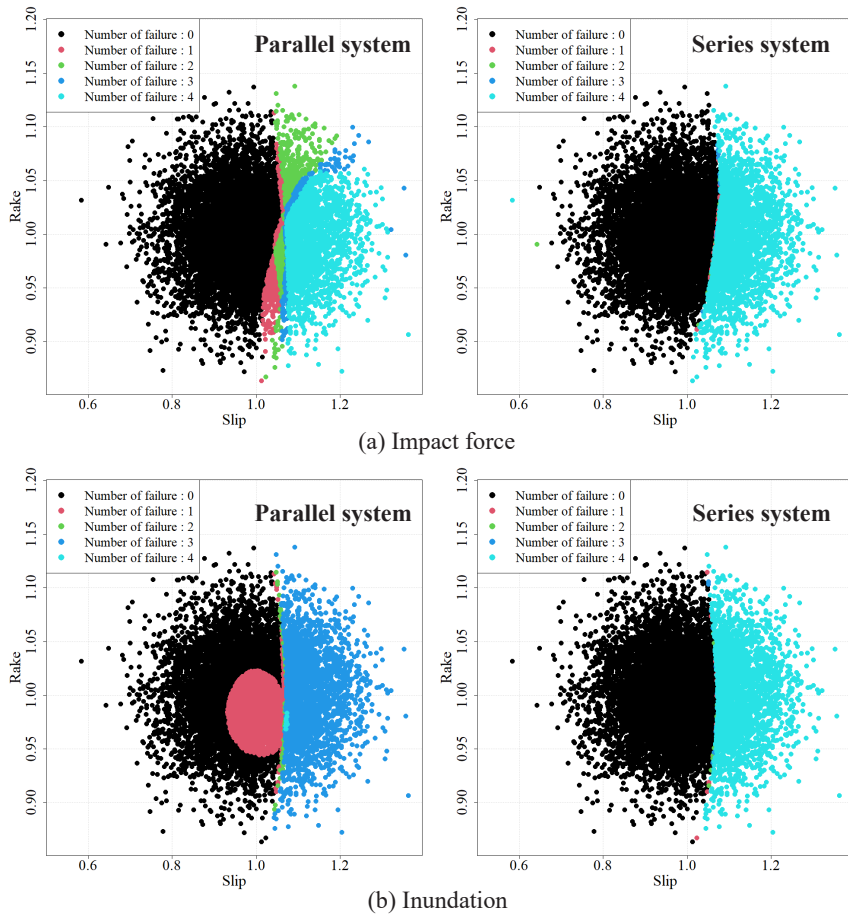 Parallel system
Number of failure : 0
Number of failure : 1
Number of failure : 2
Number of failure : 3
Number of failure : 4
Rake
0.90 0.95 1.00 1.05 1.10 1.15 1.20
0.6 0.8 1.0 1.2
Slip
Series system
Number of failure : 0
Number of failure : 1
Number of failure : 2
Number of failure : 3
Number of failure : 4
Rake
0.90 0.95 1.00 1.05 1.10 1.15 1.20
0.6 0.8 1.0 1.2
Slip
(a) Impact force
Parallel system
Number of failure : 0
Number of failure : 1
Number of failure : 2
Number of failure : 3
Number of failure : 4
Rake
0.90 0.95 1.00 1.05 1.10 1.15 1.20
0.6 0.8 1.0 1.2
Slip
Series system
Number of failure : 0
Number of failure : 1
Number of failure : 2
Number of failure : 3
Number of failure : 4
Rake
0.90 0.95 1.00 1.05 1.10 1.15 1.20
0.6 0.8 1.0 1.2
Slip
(b) Inundation